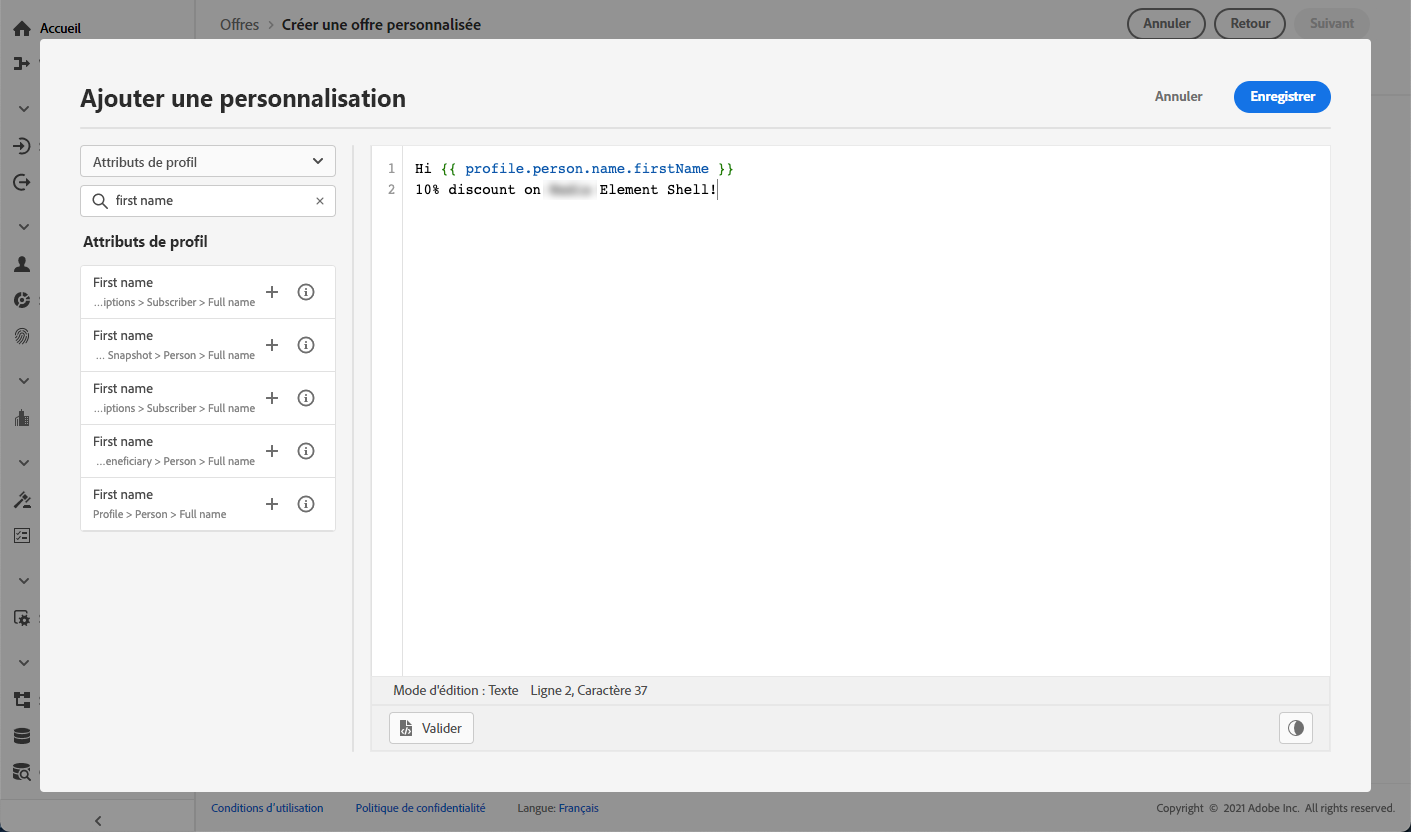 Accueil
Offres > Créer une offre personnalisée
Annuler
Retour
Suivant
Ajouter une personnalisation
Annuler
Enregistrer
Attributs de profil
first name
Attributs de profil
First name
...iptions > Subscriber > Full name
First name
... Snapshot > Person > Full name
First name
...iptions > Subscriber > Full name
First name
...eneficiary > Person > Full name
First name
Profile > Person > Full name
1 Hi {{ profile.person.name.firstName }}
2 10% discount on Element Shell!
Mode d'édition : Texte Ligne 2, Caractère 37
Valider
Conditions d'utilisation
Politique de confidentialité
Langue: Français
Copyright © 2021 Adobe Inc. All rights reserved.